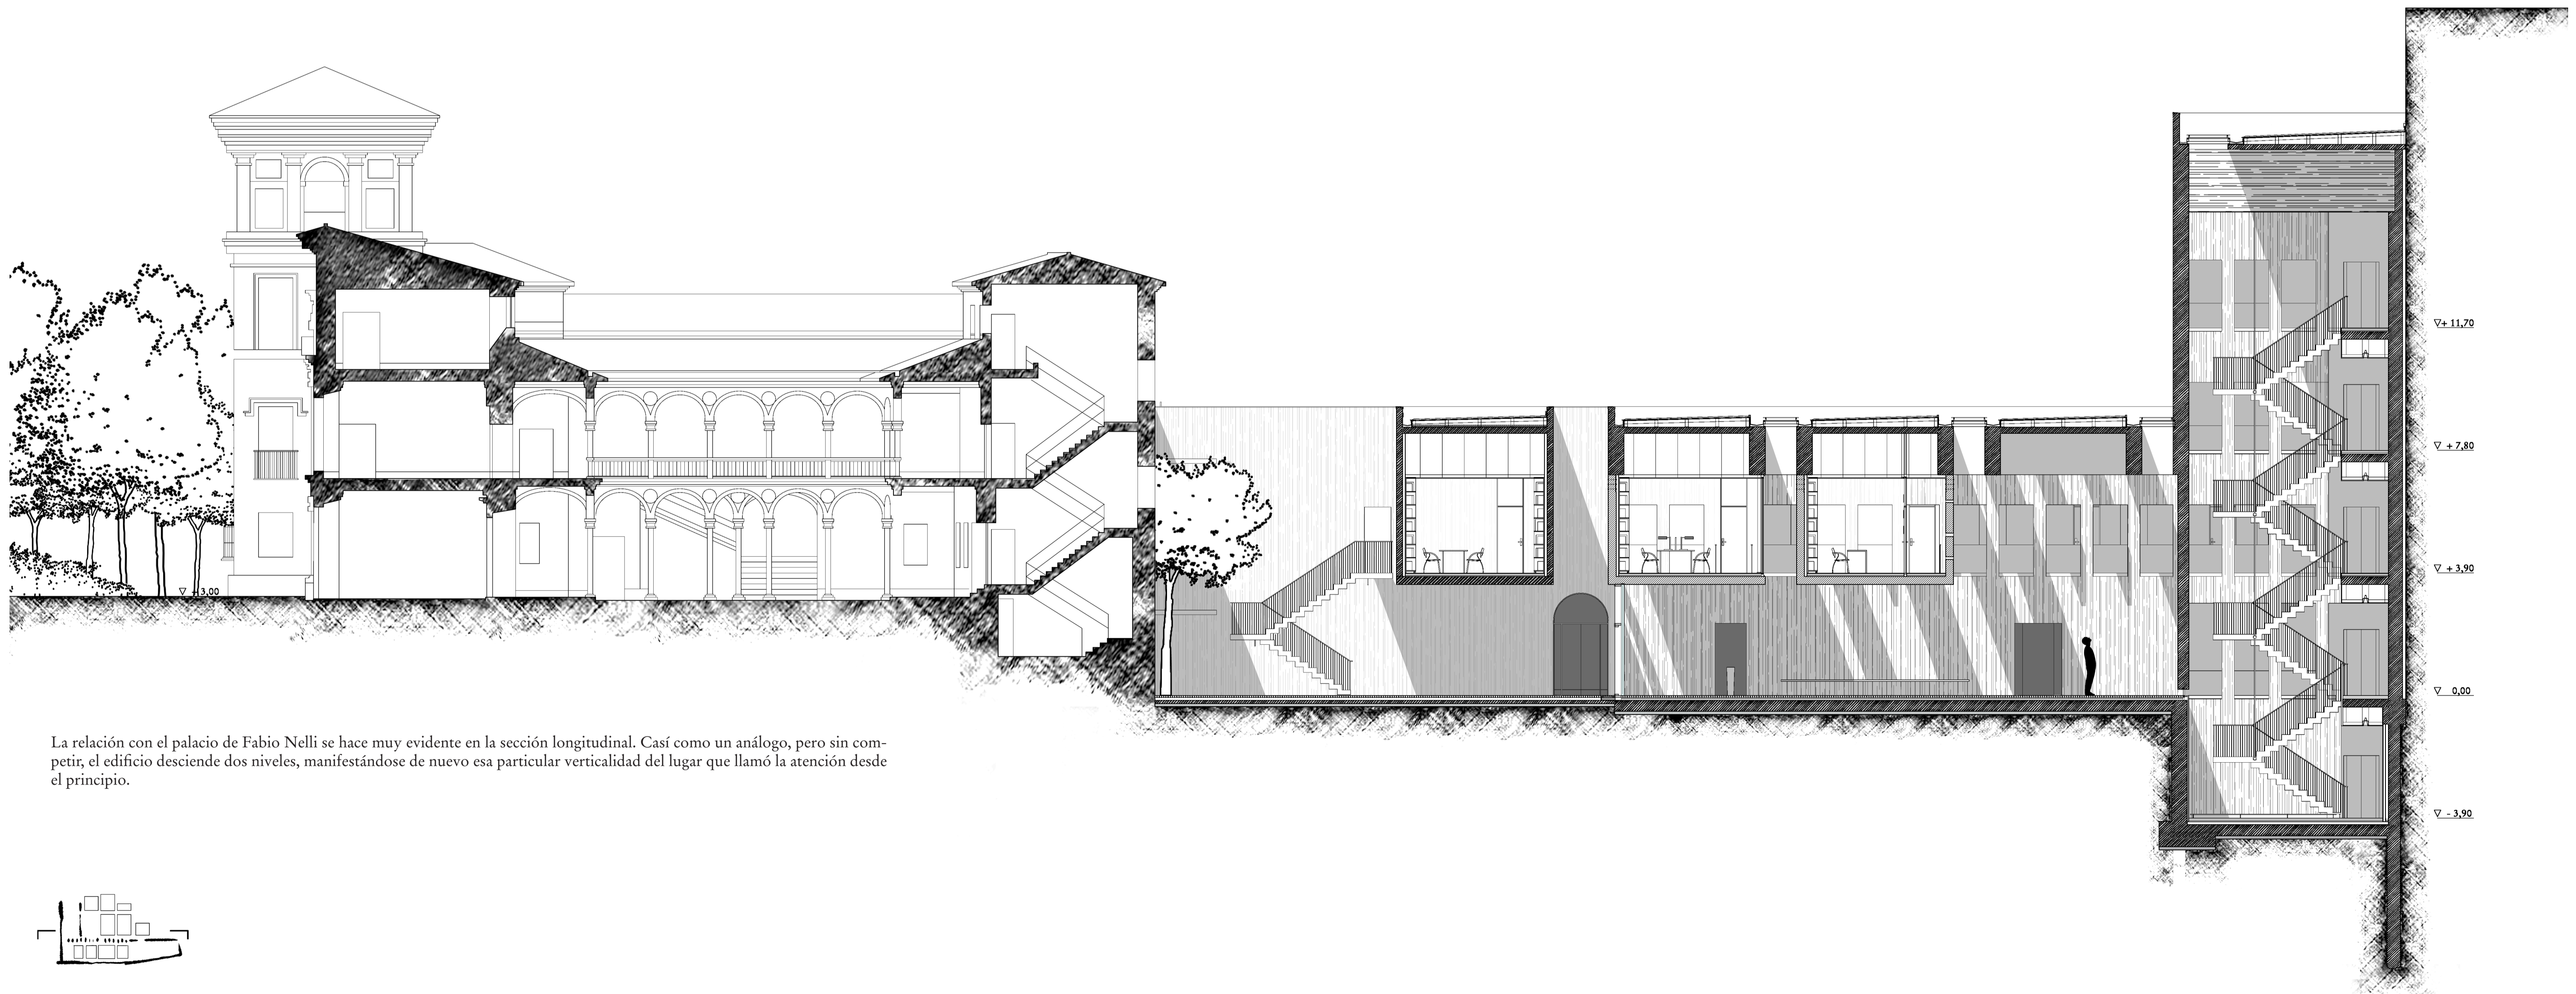 ▽+ 11,70
▽ + 7,80
▽ + 3,90
▽ + 3,00
▽ 0,00
La relación con el palacio de Fabio Nelli se hace muy evidente en la sección longitudinal. Casí como un análogo, pero sin com-
petir, el edificio desciende dos niveles, manifestándose de nuevo esa particular verticalidad del lugar que llamó la atención desde
el principio.
▽ - 3,90